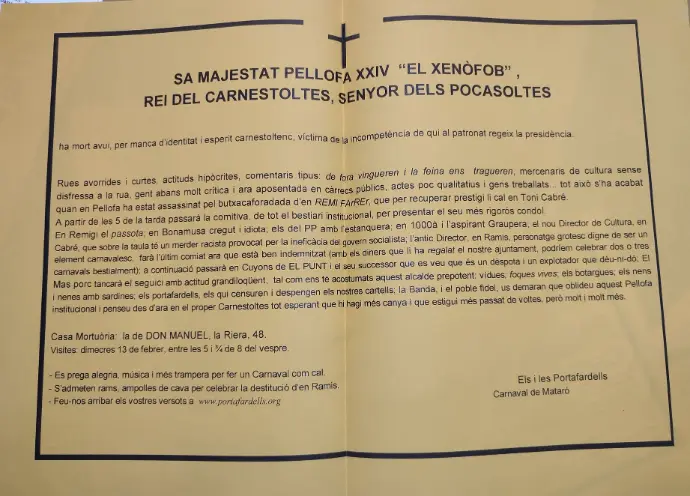 SA MAJESTAT PELLOFA XXIV “EL XENÒFOB” ,
REI DEL CARNESTOLTES, SENYOR DELS POCASOLTES
ha mort avui, per manca d'identitat i esperit carnestoltenc, víctima de la incompetència de qui al patronat regeix la presidència.
Rues avorrides i curtes, actituds hipòcrites, comentaris tipus: de fora vingueren i la feina ens tragueren, mercenaris de cultura sense
disfressa a la rua, gent abans molt crítica i ara aposentada en càrrecs públics, actes poc qualitatius i gens treballats... tot això s'ha acabat
quan en Pellofa ha estat assassinat pel butxacaforadada d'en REMI FArREr, que per recuperar prestigi li cal en Toni Cabré.
A partir de les 5 de la tarda passarà la comitiva, de tot el bestiari institucional, per presentar el seu més rigoròs condol.
En Remigi el passota; en Bonamusa cregut i idiota; els del PP amb l'estanquera; en 1000a i l'aspirant Graupera; el nou Director de Cultura, en
Cabré, que sobre la taula té un merder racista provocat per la ineficàcia del govern socialista; l'antic Director, en Ramis, personatge grotesc digne de ser un
element carnavalesc, farà l'últim comiat ara que està ben indemnitzat (amb els diners que li ha regalat el nostre ajuntament, podríem celebrar dos o tres
carnavals bestialment); a continuació passarà en Cuyons de EL PUNT i el seu successor que es veu que és un dèspota i un explotador que déu-ni-dó. El
Mas porc tancarà el seguici amb actitud grandiloqüent, tal com ens té acostumats aquest alcalde prepotent; vídues; foques vives; els botargues; els nens
i nenes amb sardines; els portafardells, els qui censuren i despengen els nostres cartells; la Banda, i el poble fidel, us demaran que oblideu aquest Pellofa
institucional i penseu des d'ara en el proper Carnestoltes tot esperant que hi hagi més canya i que estigui més passat de voltes, però molt i molt més.
Casa Mortuòria: la de DON MANUEL, la Riera, 48.
Visites: dimecres 13 de febrer, entre les 5 i ¾ de 8 del vespre.
- Es prega alegria, música i més trampera per fer un Carnaval com cal.
- S'admeten rams, ampolles de cava per celebrar la destitució d'en Ramis.
- Feu-nos arribar els vostres versots a www.portafardells.org
Els i les Portafardells
Carnaval de Mataró